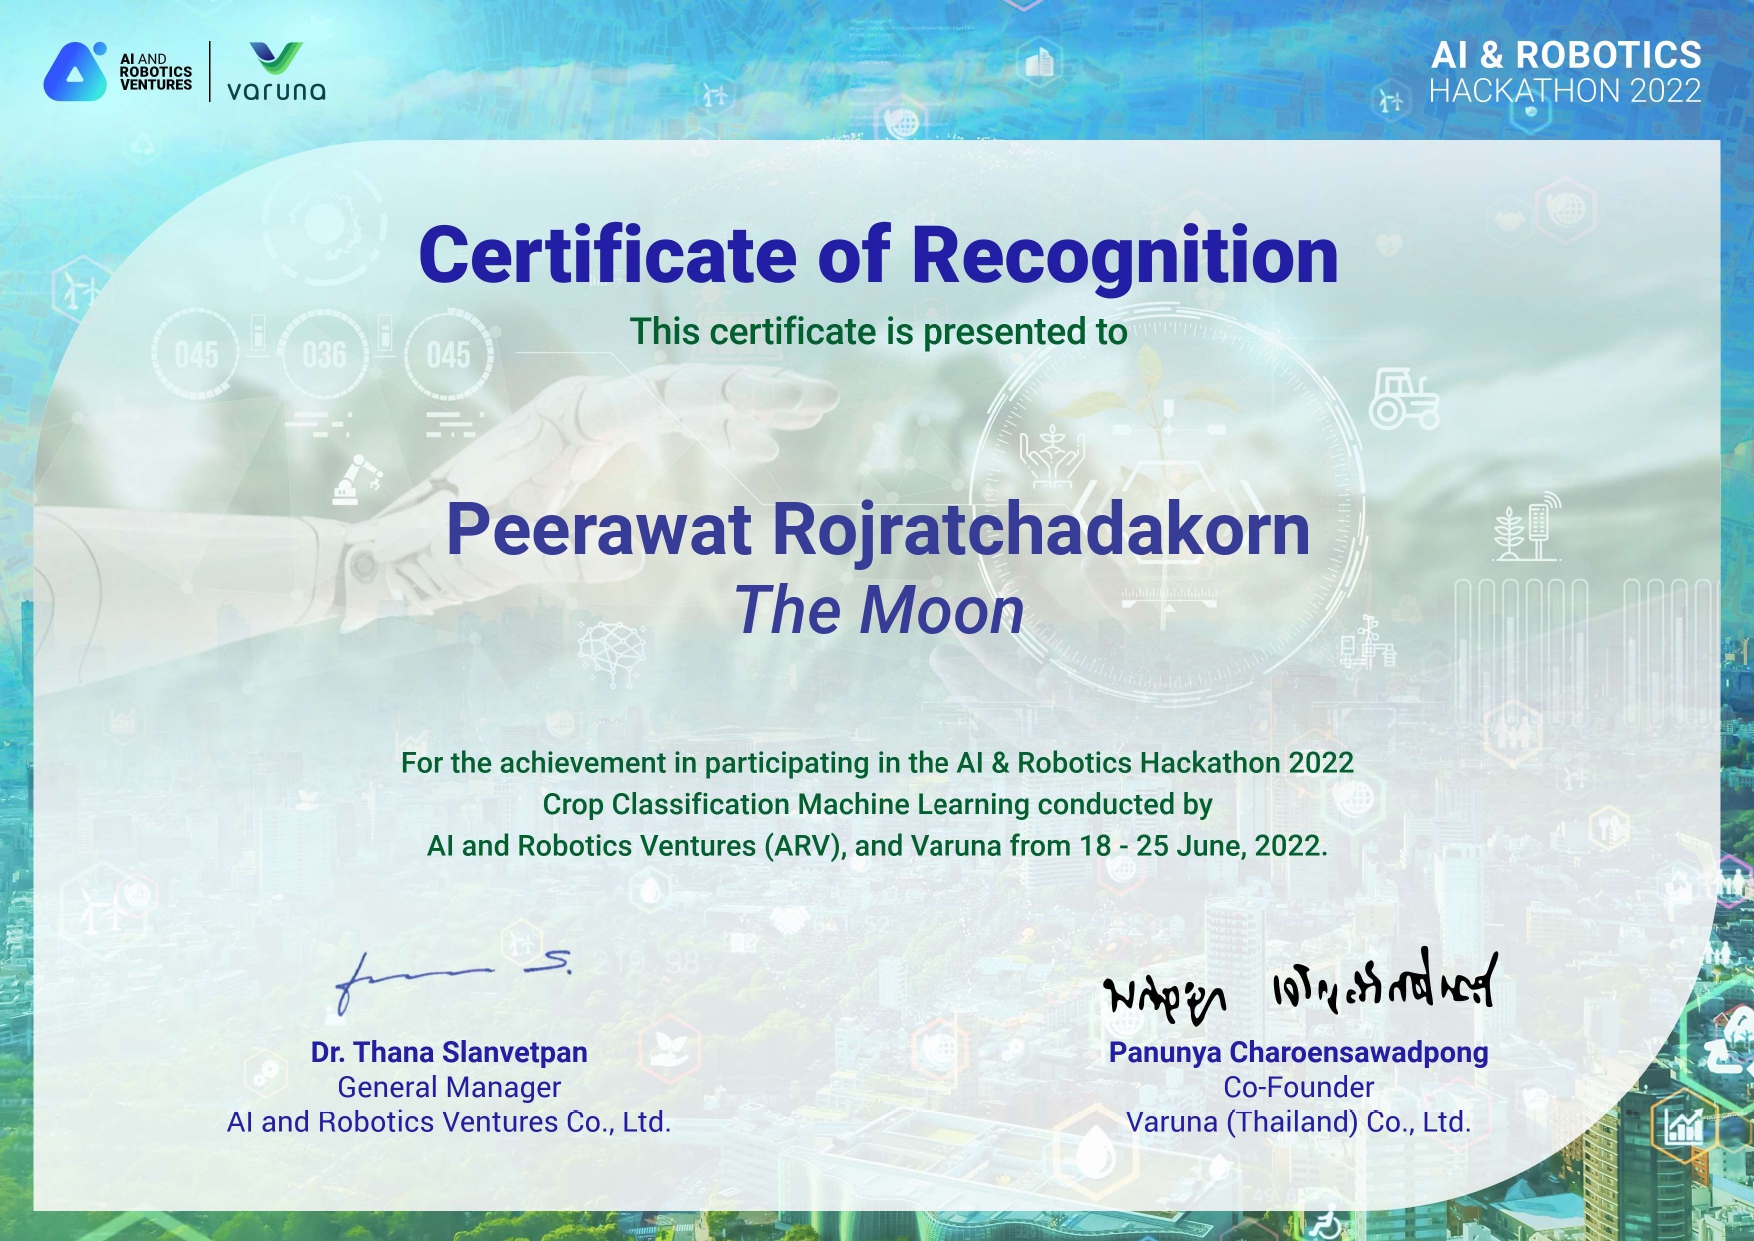 AI AND
ROBOTICS
VENTURES
varuna
AI & ROBOTICS
HACKATHON 2022
Certificate of Recognition
This certificate is presented to
045
036
045
Peerawat Rojratchadakorn
The Moon
For the achievement in participating in the AI & Robotics Hackathon 2022
Crop Classification Machine Learning conducted by
AI and Robotics Ventures (ARV), and Varuna from 18 - 25 June, 2022.
Dr. Thana Slanvetpan
General Manager
AI and Robotics Ventures Co., Ltd.
Panunya Charoensawadpong
Co-Founder
Varuna (Thailand) Co., Ltd.